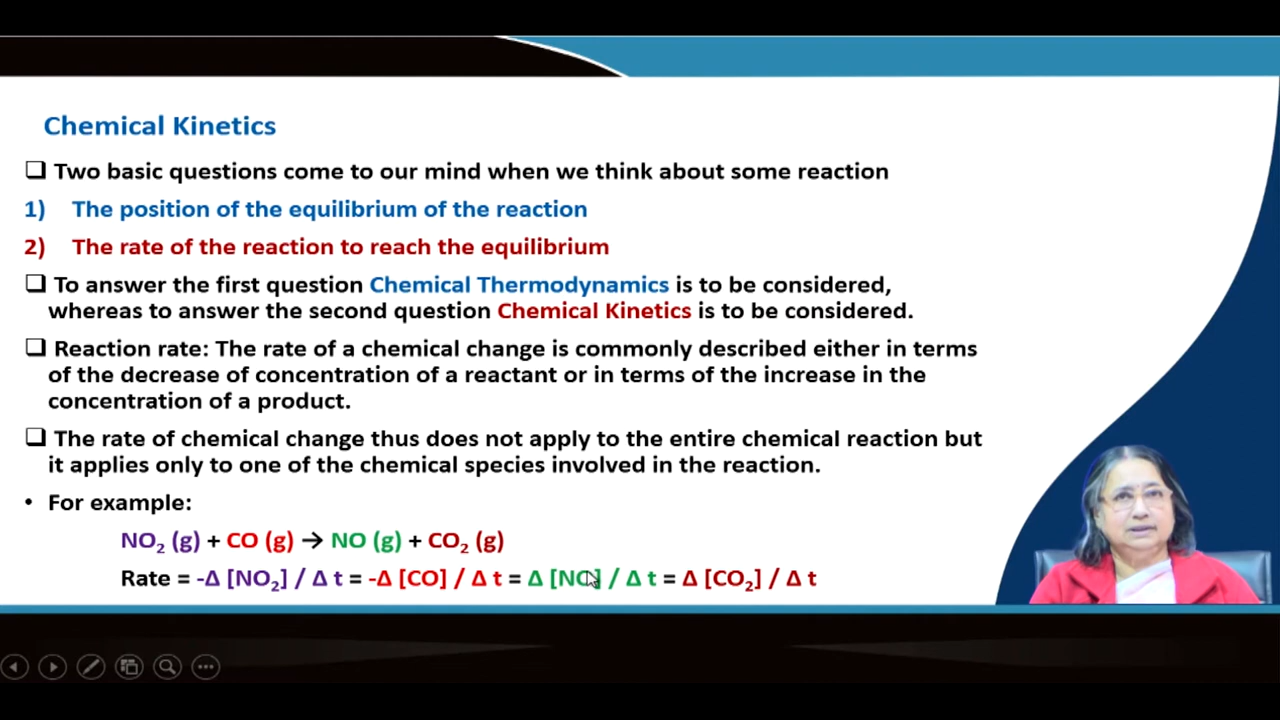 Chemical Kinetics
❑ Two basic questions come to our mind when we think about some reaction
1) The position of the equilibrium of the reaction
2) The rate of the reaction to reach the equilibrium
❑ To answer the first question Chemical Thermodynamics is to be considered,
whereas to answer the second question Chemical Kinetics is to be considered.
❑ Reaction rate: The rate of a chemical change is commonly described either in terms
of the decrease of concentration of a reactant or in terms of the increase in the
concentration of a product.
❑ The rate of chemical change thus does not apply to the entire chemical reaction but
it applies only to one of the chemical species involved in the reaction.
• For example:
NO₂ (g) + CO (g) → NO (g) + CO₂ (g)
Rate = -Δ [NO₂] / Δ t = -Δ [CO] / Δ t = Δ [NO] / Δ t = Δ [CO₂] / Δ t